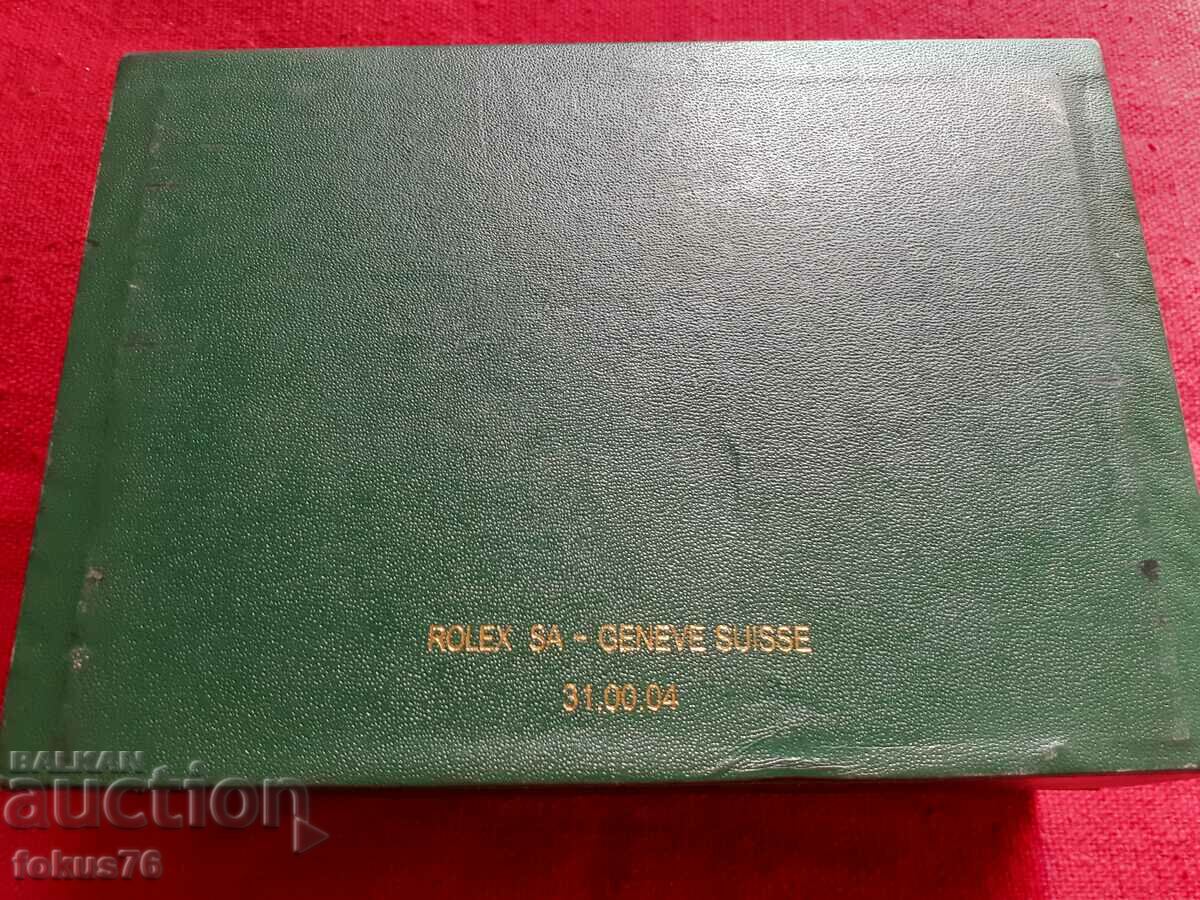 ROLEX SA - GENEVE SUISSE
31.00.04
BALKAN
auction
fokus76